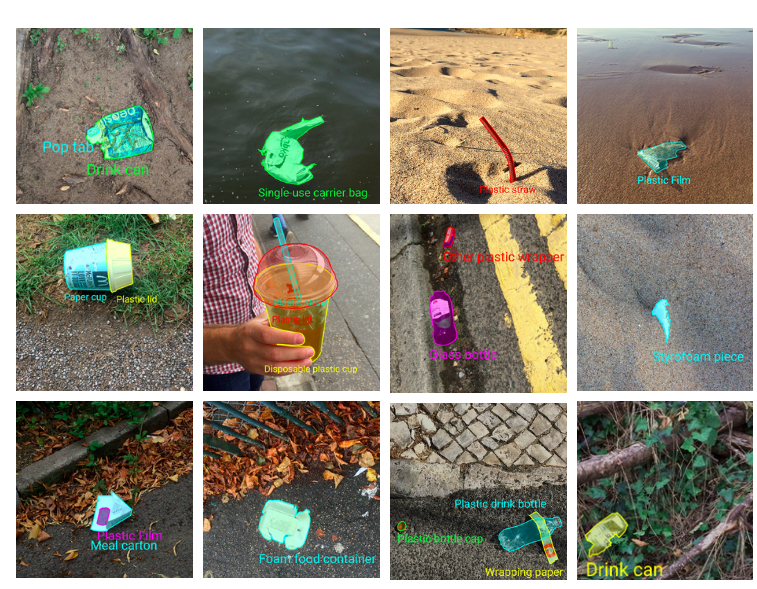 pepsi
Pop tab
Drink can
Single-use carrier bag
Plastic straw
Plastic Film
Paper cup
Plastic lid
Disposable plastic cup
Other plastic wrapper
Glass bottle
Styrofoam piece
Plastic Film
Meal carton
Foam food container
Plastic drink bottle
Plastic bottle cap
Wrapping paper
Drink can